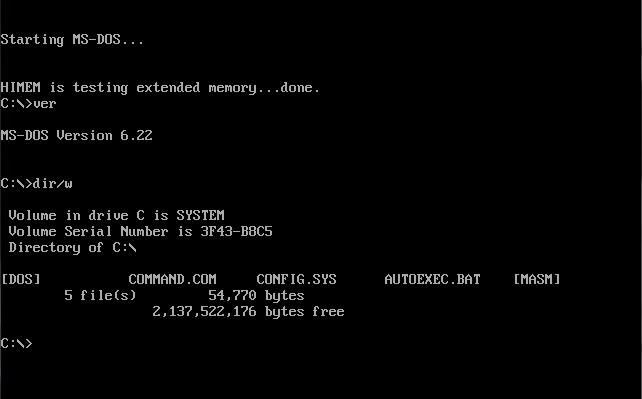 Starting MS-DOS...
HIMEM is testing extended memory...done.
C:\>ver
MS-DOS Version 6.22
C:\>dir/w
Volume in drive C is SYSTEM
Volume Serial Number is 3F43-B8C5
Directory of C:\
[DOS] COMMAND.COM CONFIG.SYS AUTOEXEC.BAT [MASM]
5 file(s) 54,770 bytes
2,137,522,176 bytes free
C:\>